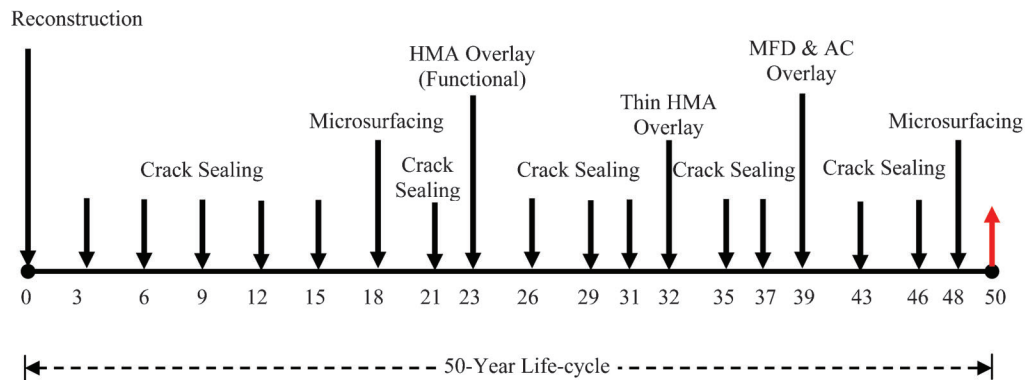 Reconstruction
HMA Overlay
(Functional)
MFD & AC
Overlay
Microsurfacing
Thin HMA
Overlay
Microsurfacing
Crack Sealing
Crack
Sealing
Crack Sealing
Crack Sealing
Crack Sealing
0 3 6 9 12 15 18 21 23 26 29 31 32 35 37 39 43 46 48 50
50-Year Life-cycle